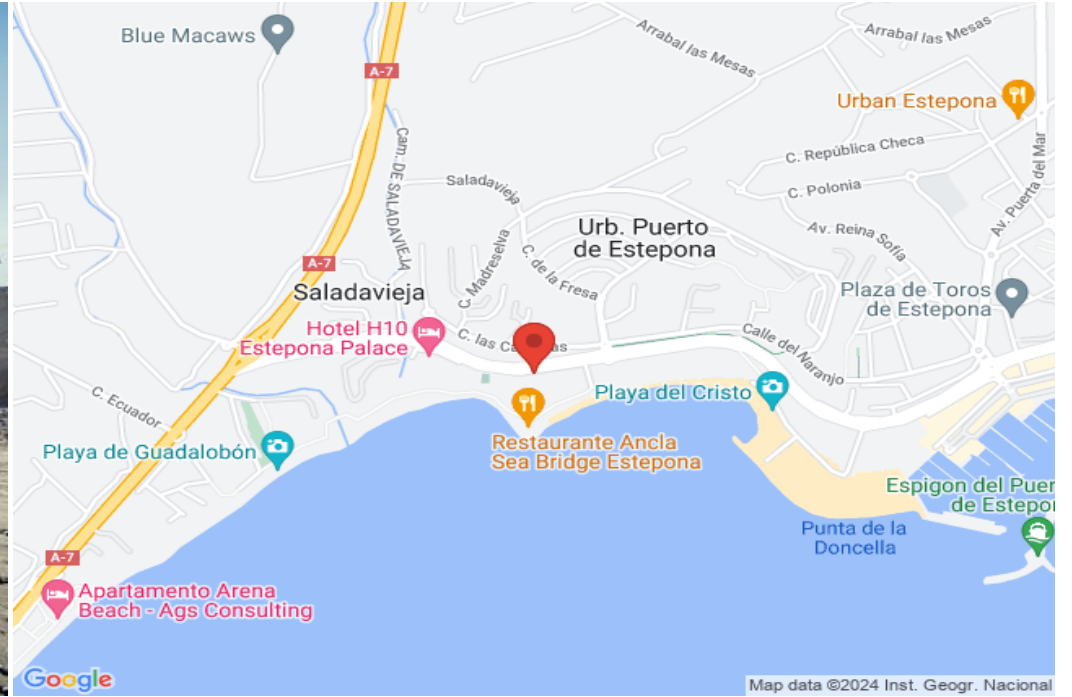 Blue Macaws
A-7
Arrabal las Mesas
Arrabal las Mesas
Urban Estepona
Cam. DE SALADAVIEJA
C. República Checa
C. Polonia
Av. Puerta del Mar
Saladavieja
Urb. Puerto
de Estepona
Av. Reina Sofía
C. Madreselva
C. de la Fresa
A-7
Saladavieja
Plaza de Toros
de Estepona
Hotel H10
Estepona Palace
C. las Ca
as
Calle del Naranjo
Playa del Cristo
C. Ecuador
Playa de Guadalobón
Restaurante Ancla
Sea Bridge Estepona
Espigon del Puer
de Estepo
Punta de la
Doncella
A-7
Apartamento Arena
Beach - Ags Consulting
Google
Map data ©2024 Inst. Geogr. Nacional